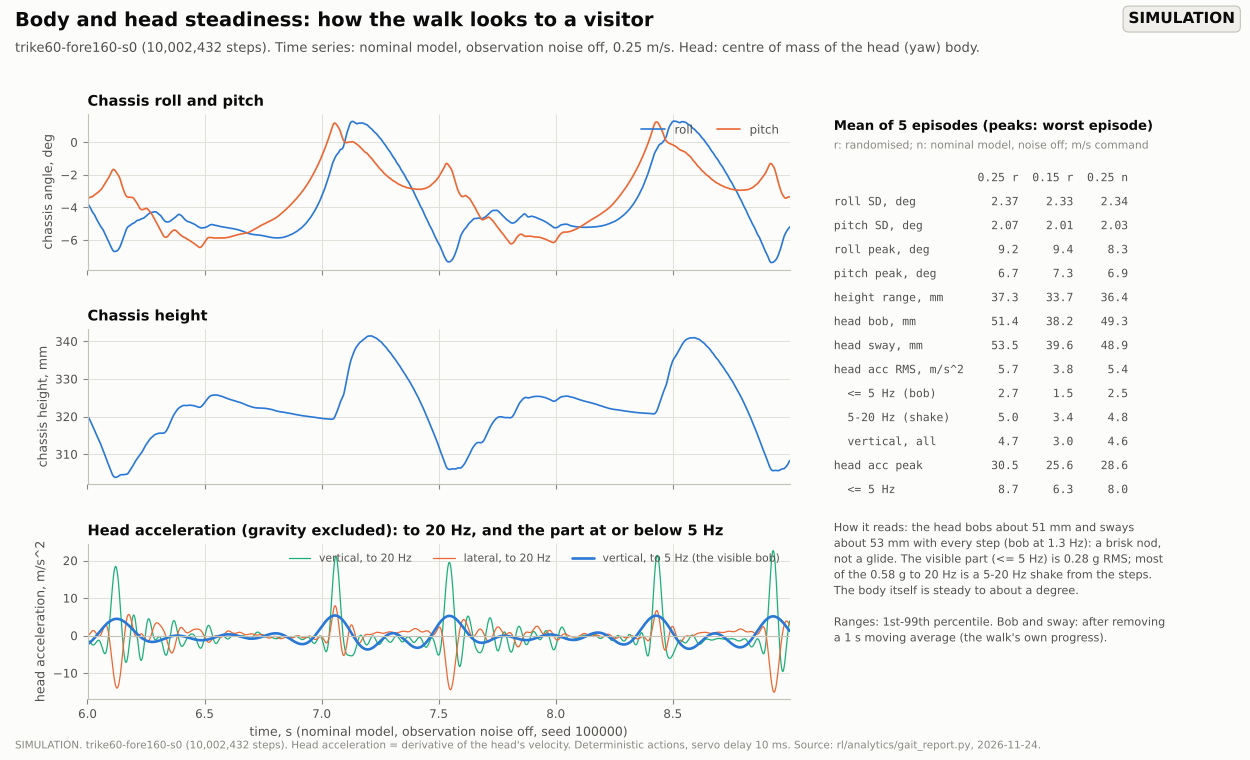 Body and head steadiness: how the walk looks to a visitor
SIMULATION
trike60-fore160-s0 (10,002,432 steps). Time series: nominal model, observation noise off, 0.25 m/s. Head: centre of mass of the head (yaw) body.
Chassis roll and pitch
roll
pitch
chassis angle, deg
0
−2
−4
−6
Chassis height
chassis height, mm
340
330
320
310
Head acceleration (gravity excluded): to 20 Hz, and the part at or below 5 Hz
vertical, to 20 Hz
lateral, to 20 Hz
vertical, to 5 Hz (the visible bob)
head acceleration, m/s^2
20
10
0
−10
6.0 6.5 7.0 7.5 8.0 8.5
time, s (nominal model, observation noise off, seed 100000)
Mean of 5 episodes (peaks: worst episode)
r: randomised; n: nominal model, noise off; m/s command
0.25 r 0.15 r 0.25 n
roll SD, deg 2.37 2.33 2.34
pitch SD, deg 2.07 2.01 2.03
roll peak, deg 9.2 9.4 8.3
pitch peak, deg 6.7 7.3 6.9
height range, mm 37.3 33.7 36.4
head bob, mm 51.4 38.2 49.3
head sway, mm 53.5 39.6 48.9
head acc RMS, m/s^2 5.7 3.8 5.4
<= 5 Hz (bob) 2.7 1.5 2.5
5-20 Hz (shake) 5.0 3.4 4.8
vertical, all 4.7 3.0 4.6
head acc peak 30.5 25.6 28.6
<= 5 Hz 8.7 6.3 8.0
How it reads: the head bobs about 51 mm and sways
about 53 mm with every step (bob at 1.3 Hz): a brisk nod,
not a glide. The visible part (<= 5 Hz) is 0.28 g RMS; most
of the 0.58 g to 20 Hz is a 5-20 Hz shake from the steps.
The body itself is steady to about a degree.
Ranges: 1st-99th percentile. Bob and sway: after removing
a 1 s moving average (the walk's own progress).
SIMULATION. trike60-fore160-s0 (10,002,432 steps). Head acceleration = derivative of the head's velocity. Deterministic actions, servo delay 10 ms. Source: rl/analytics/gait_report.py, 2026-11-24.